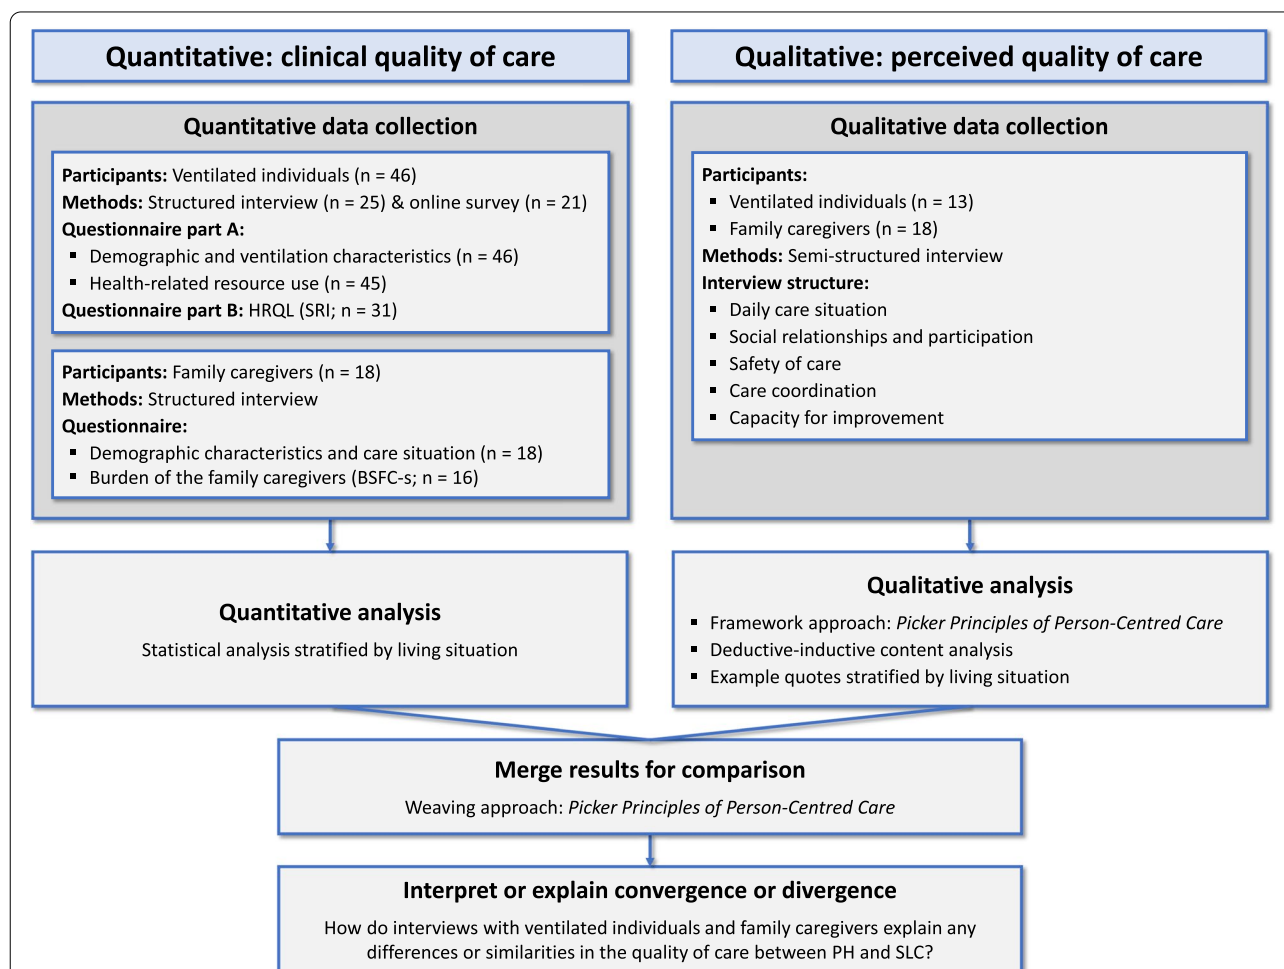 Quantitative: clinical quality of care
Quantitative data collection
Participants: Ventilated individuals (n = 46)
Methods: Structured interview (n = 25) & online survey (n = 21)
Questionnaire part A:
▪ Demographic and ventilation characteristics (n = 46)
▪ Health-related resource use (n = 45)
Questionnaire part B: HRQL (SRI; n = 31)
Participants: Family caregivers (n = 18)
Methods: Structured interview
Questionnaire:
▪ Demographic characteristics and care situation (n = 18)
▪ Burden of the family caregivers (BSFC-s; n = 16)
Quantitative analysis
Statistical analysis stratified by living situation
Qualitative: perceived quality of care
Qualitative data collection
Participants:
▪ Ventilated individuals (n = 13)
▪ Family caregivers (n = 18)
Methods: Semi-structured interview
Interview structure:
▪ Daily care situation
▪ Social relationships and participation
▪ Safety of care
▪ Care coordination
▪ Capacity for improvement
Qualitative analysis
▪ Framework approach: Picker Principles of Person-Centred Care
▪ Deductive-inductive content analysis
▪ Example quotes stratified by living situation
Merge results for comparison
Weaving approach: Picker Principles of Person-Centred Care
Interpret or explain convergence or divergence
How do interviews with ventilated individuals and family caregivers explain any
differences or similarities in the quality of care between PH and SLC?